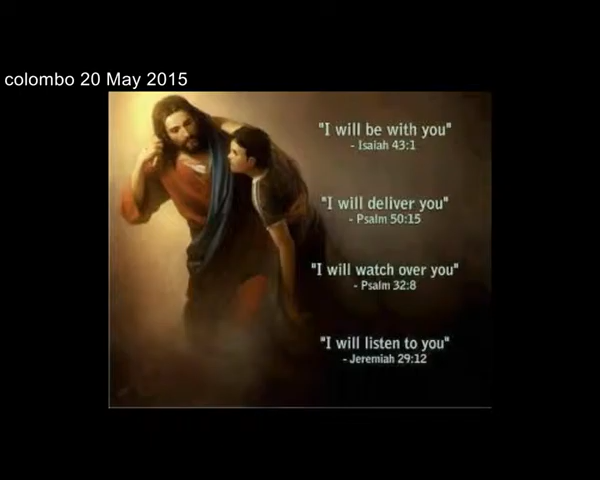 colombo 20 May 2015
"I will be with you"
- Isaiah 43:1
"I will deliver you"
- Psalm 50:15
"I will watch over you"
- Psalm 32:8
"I will listen to you"
- Jeremiah 29:12